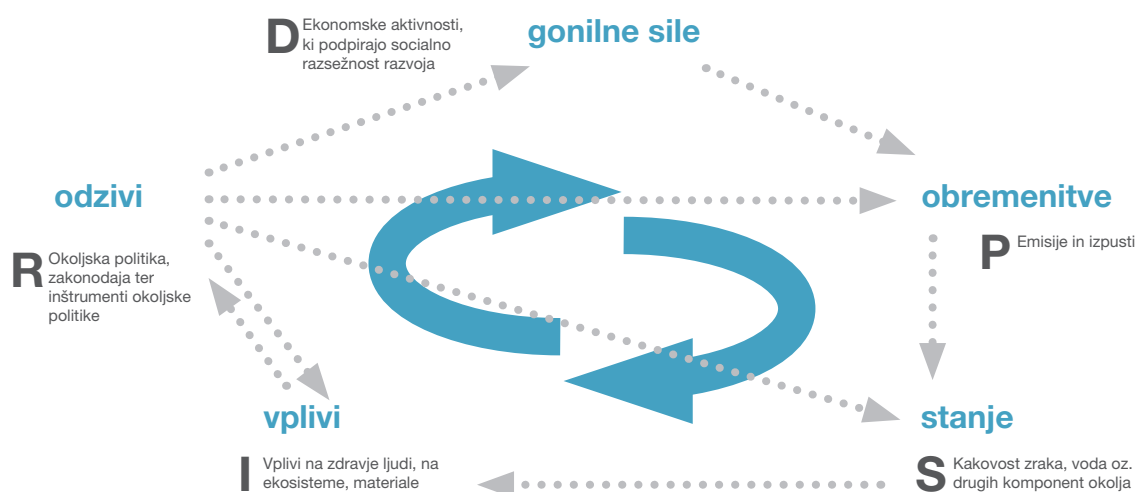 gonilne sile
D Ekonomske aktivnosti,
ki podpirajo socialno
razsežnost razvoja
odzivi
R Okoljska politika,
zakonodaja ter
inštrumenti okoljske
politike
obremenitve
P Emisije in izpusti
vplivi
I Vplivi na zdravje ljudi, na
ekosisteme, materiale
stanje
S Kakovost zraka, voda oz.
drugih komponent okolja